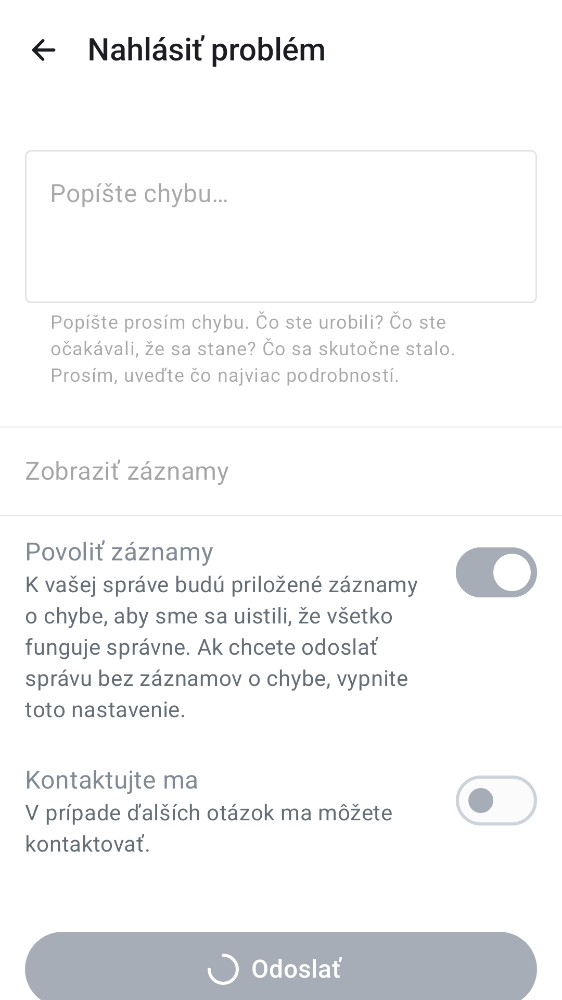 Nahlásiť problém
Popíšte chybu…
Popíšte prosím chybu. Čo ste urobili? Čo ste
očakávali, že sa stane? Čo sa skutočne stalo.
Prosím, uveďte čo najviac podrobností.
Zobraziť záznamy
Povoliť záznamy
K vašej správe budú priložené záznamy
o chybe, aby sme sa uistili, že všetko
funguje správne. Ak chcete odoslať
správu bez záznamov o chybe, vypnite
toto nastavenie.
Kontaktujte ma
V prípade ďalších otázok ma môžete
kontaktovať.
Odoslať